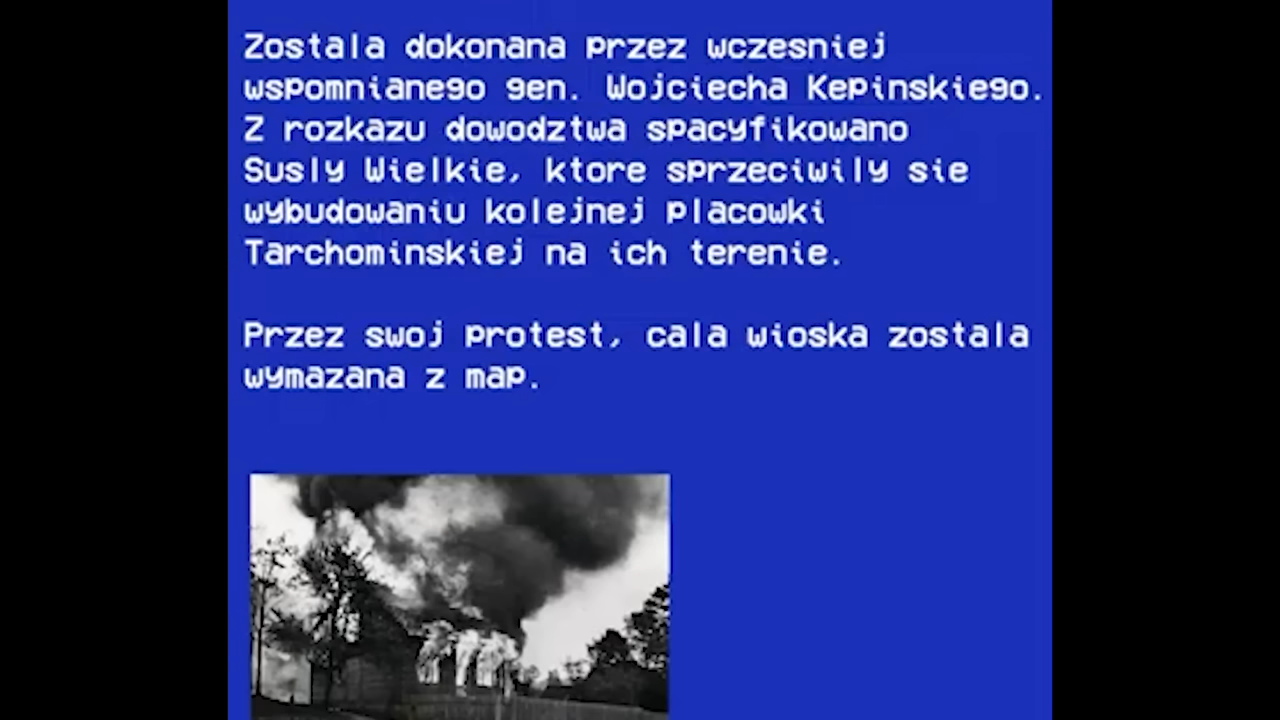 Zostala dokonana przez wczesniej
wspomnianego gen. Wojciecha Kepinskiego.
Z rozkazu dowodztwa spacyfikowano
Susly Wielkie, ktore sprzeciwily sie
wybudowaniu kolejnej placowki
Tarchominskiej na ich terenie.
Przez swoj protest, cala wioska zostala
wymazana z map.